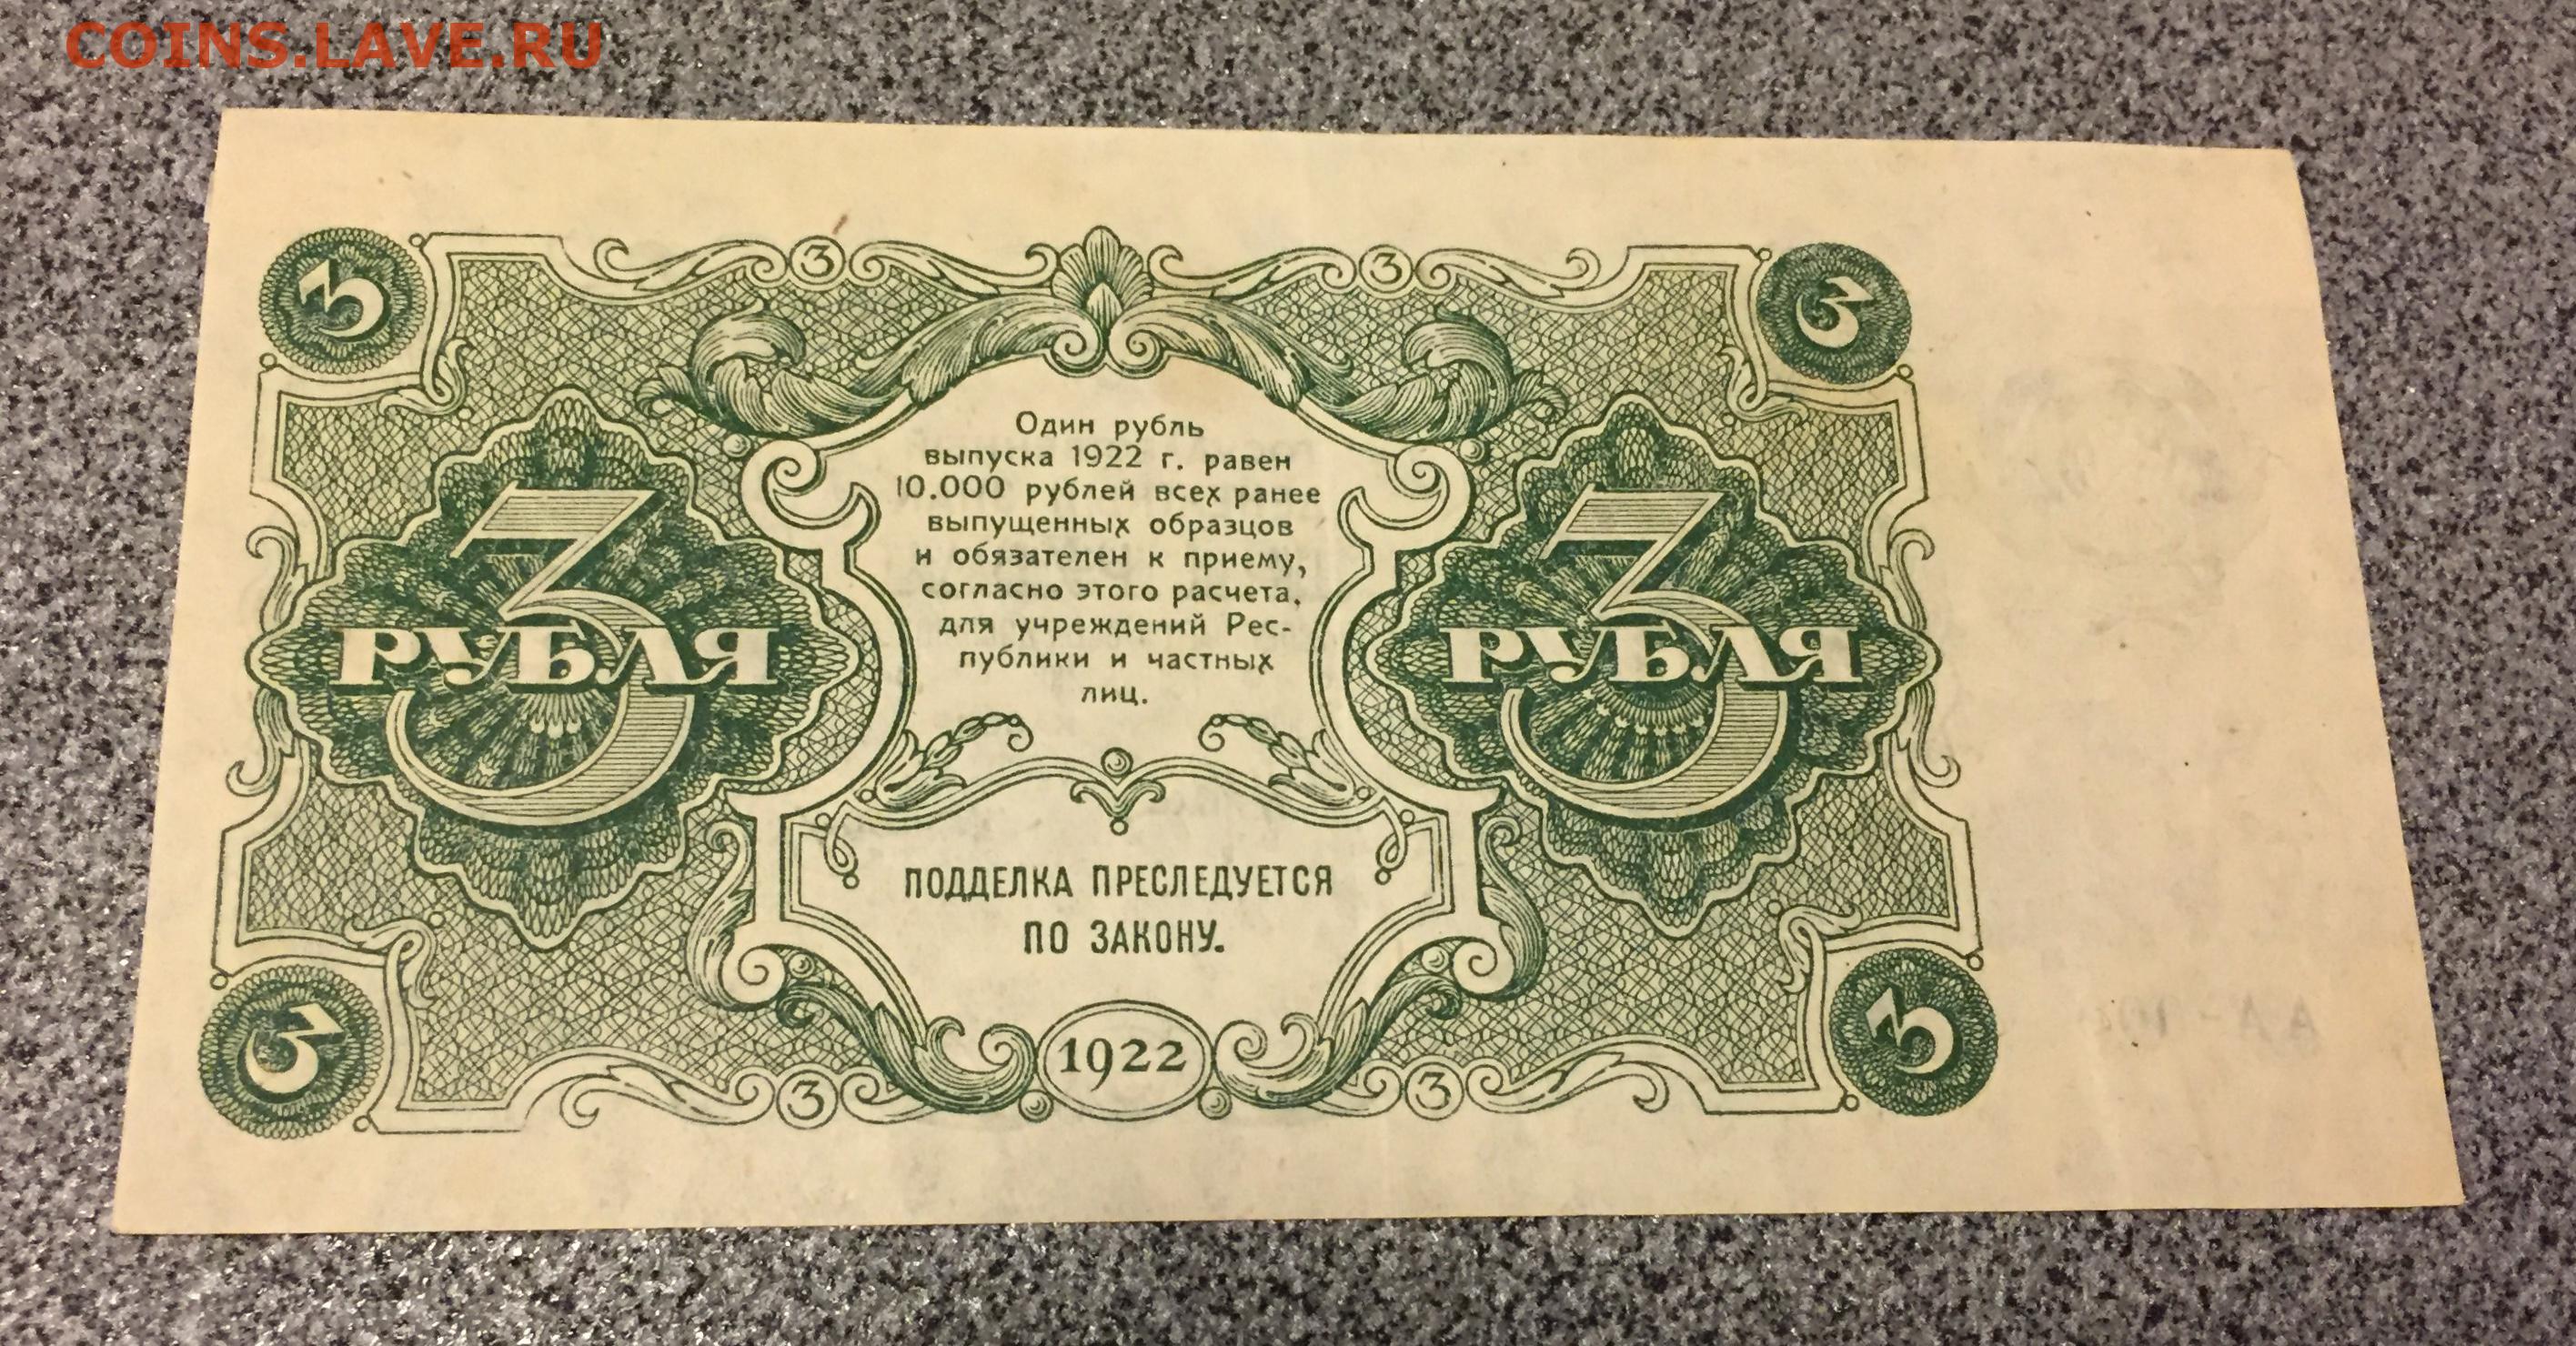 COINS.LAVE.RU
3 3 3 3
Один рубль
выпуска 1922 г. равен
10.000 рублей всех ранее
выпущенных образцов
и обязателен к приему,
согласно этого расчета,
для учреждений Рес-
публики и частных
лиц.
3 РУБЛЯ 3 РУБЛЯ
ПОДДЕЛКА ПРЕСЛЕДУЕТСЯ
ПО ЗАКОНУ.
1922
3 3 3 3